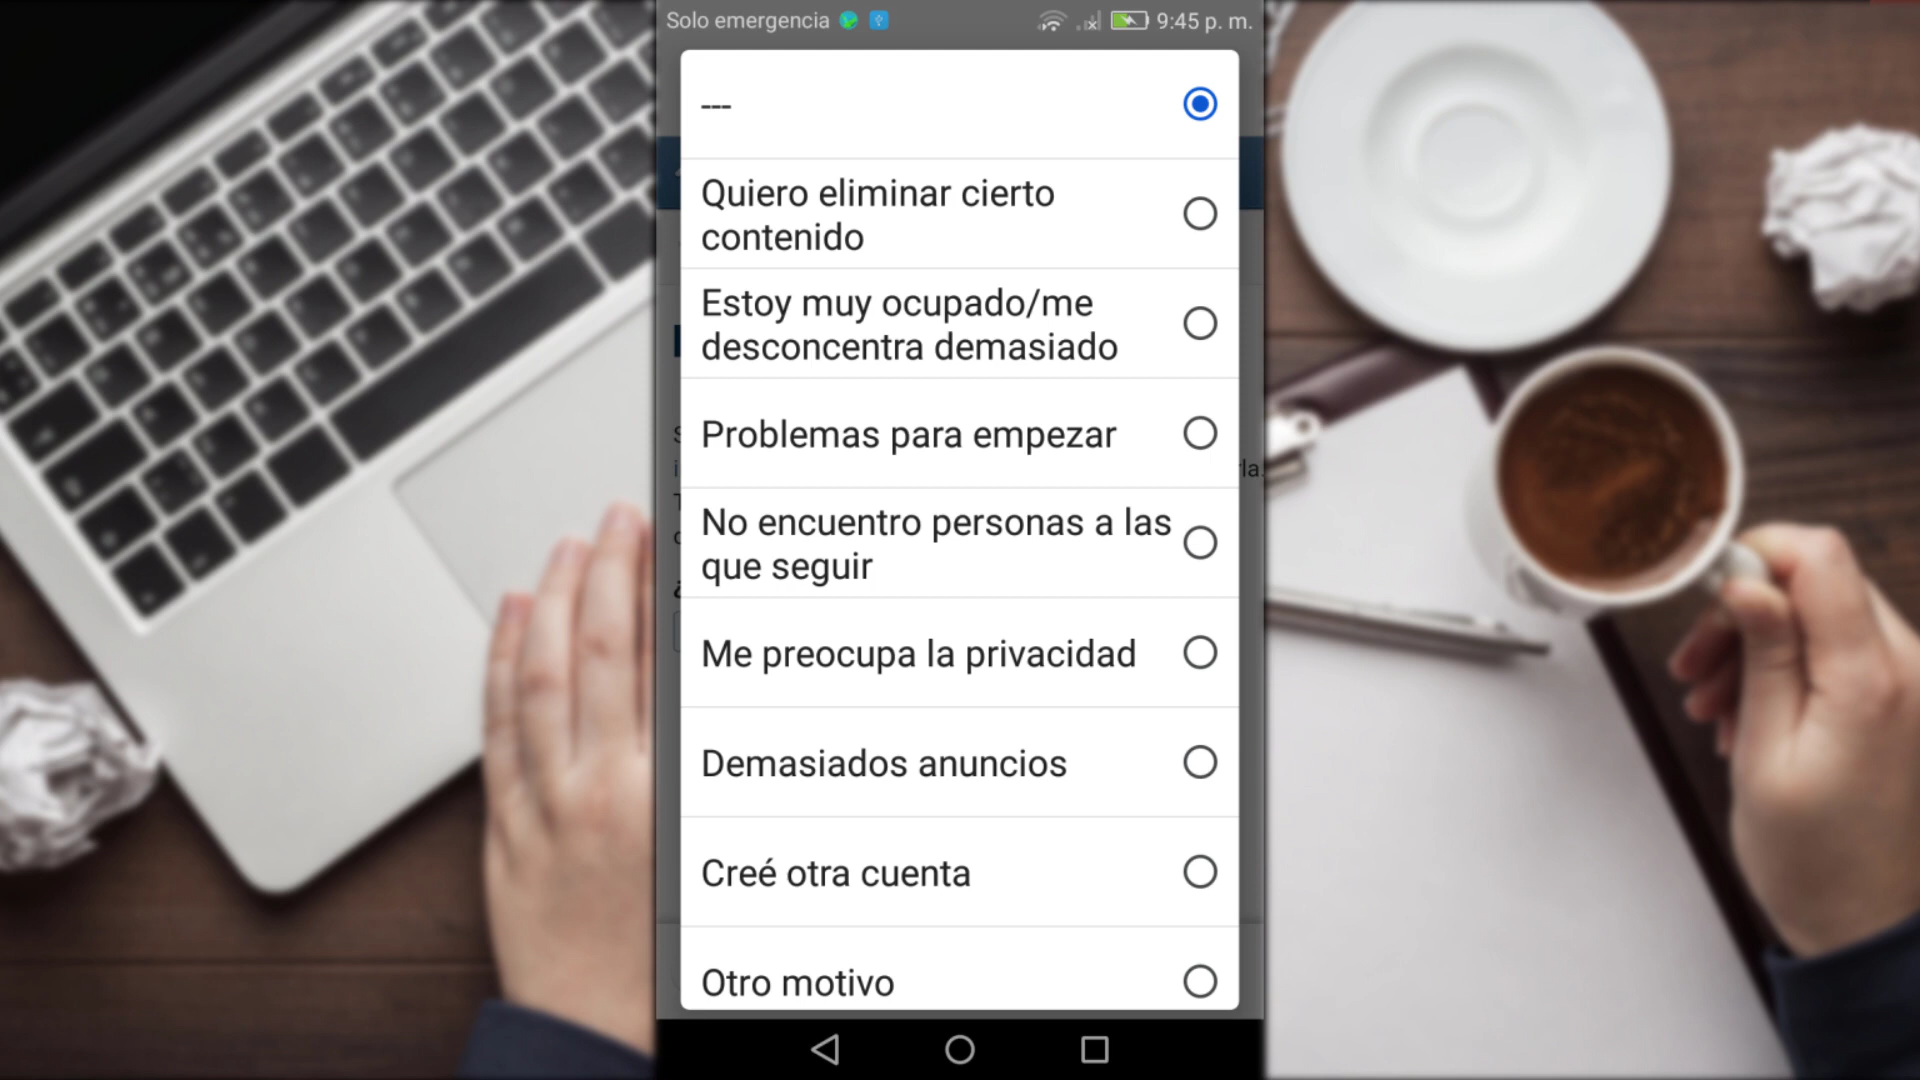 Solo emergencia
9:45 p. m.
---
Quiero eliminar cierto
contenido
Estoy muy ocupado/me
desconcentra demasiado
Problemas para empezar
No encuentro personas a las
que seguir
Me preocupa la privacidad
Demasiados anuncios
Creé otra cuenta
Otro motivo